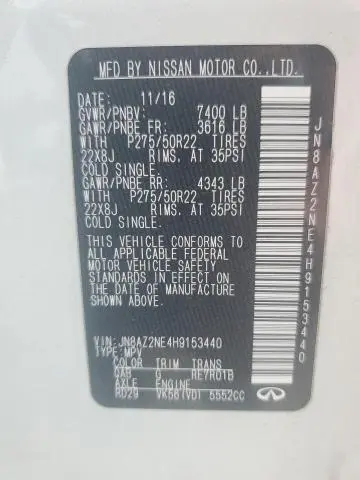 MFD BY NISSAN MOTOR CO.,LTD.
DATE: 11/16
GVWR/PNBV: 7400 LB
GAWR/PNBE FR: 3616 LB
WITH P275/50R22 TIRES
22X8J RIMS, AT 35PSI
COLD SINGLE.
GAWR/PNBE RR: 4343 LB
WITH P275/50R22 TIRES
22X8J RIMS, AT 35PSI
COLD SINGLE.
THIS VEHICLE CONFORMS TO
ALL APPLICABLE FEDERAL
MOTOR VEHICLE SAFETY
STANDARDS IN EFFECT ON
THE DATE OF MANUFACTURE
SHOWN ABOVE.
VIN: JN8AZ2NE4H9153440
TYPE: MPV
COLOR TRIM TRANS
QAB G RE7R01B
AXLE ENGINE
RD29 VK56(VD) 5552CC
INFINITI
JN8AZ2NE4H9153440